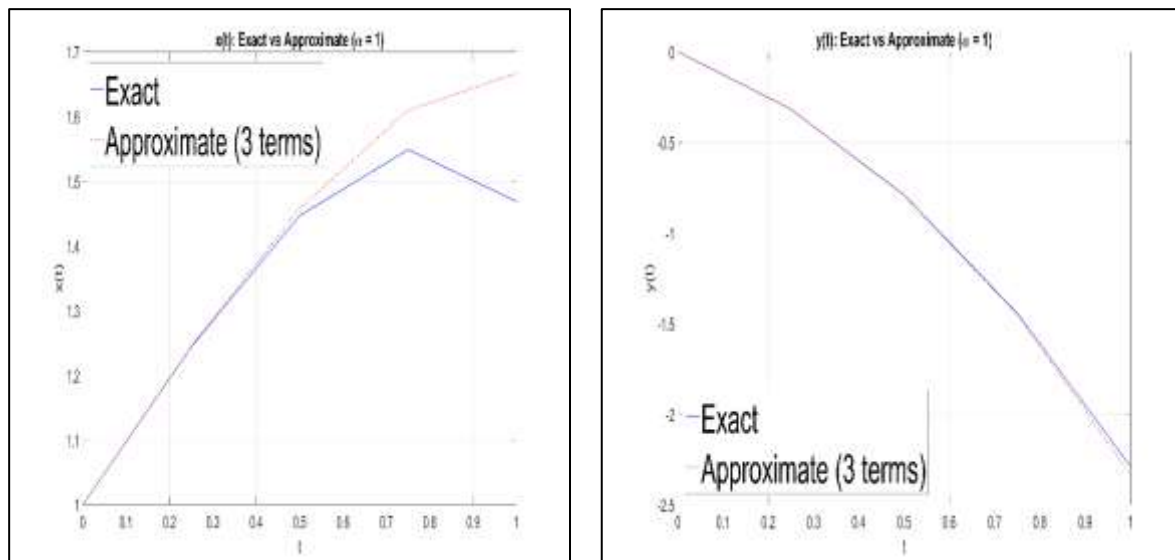 x(t): Exact vs Approximate (α = 1)
1.7
1.6
1.5
1.4
1.3
1.2
1.1
1
x(t)
Exact
Approximate (3 terms)
0 0.1 0.2 0.3 0.4 0.5 0.6 0.7 0.8 0.9 1
t
y(t): Exact vs Approximate (α = 1)
0
-0.5
-1
-1.5
-2
-2.5
y(t)
Exact
Approximate (3 terms)
0 0.1 0.2 0.3 0.4 0.5 0.6 0.7 0.8 0.9 1
t